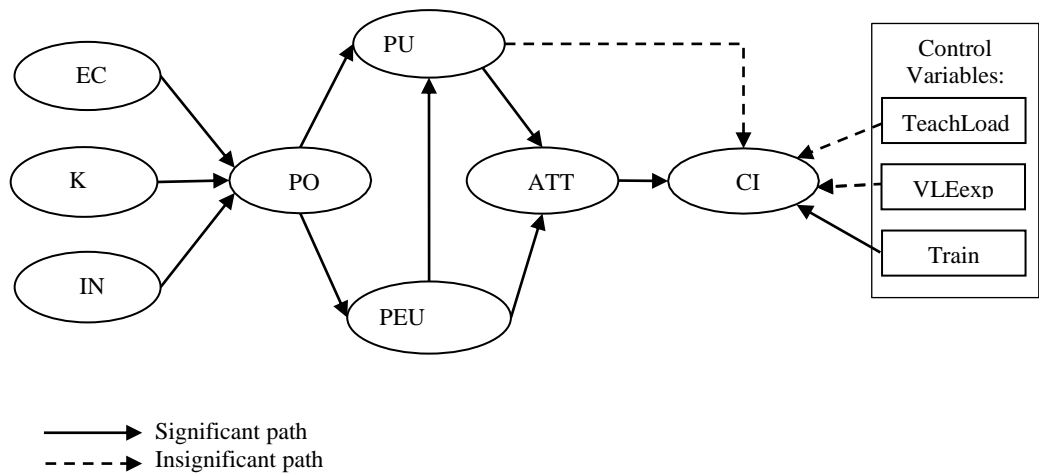 PU
Control
Variables:
EC
TeachLoad
K
PO
ATT
CI
VLEexp
IN
Train
PEU
Significant path
Insignificant path